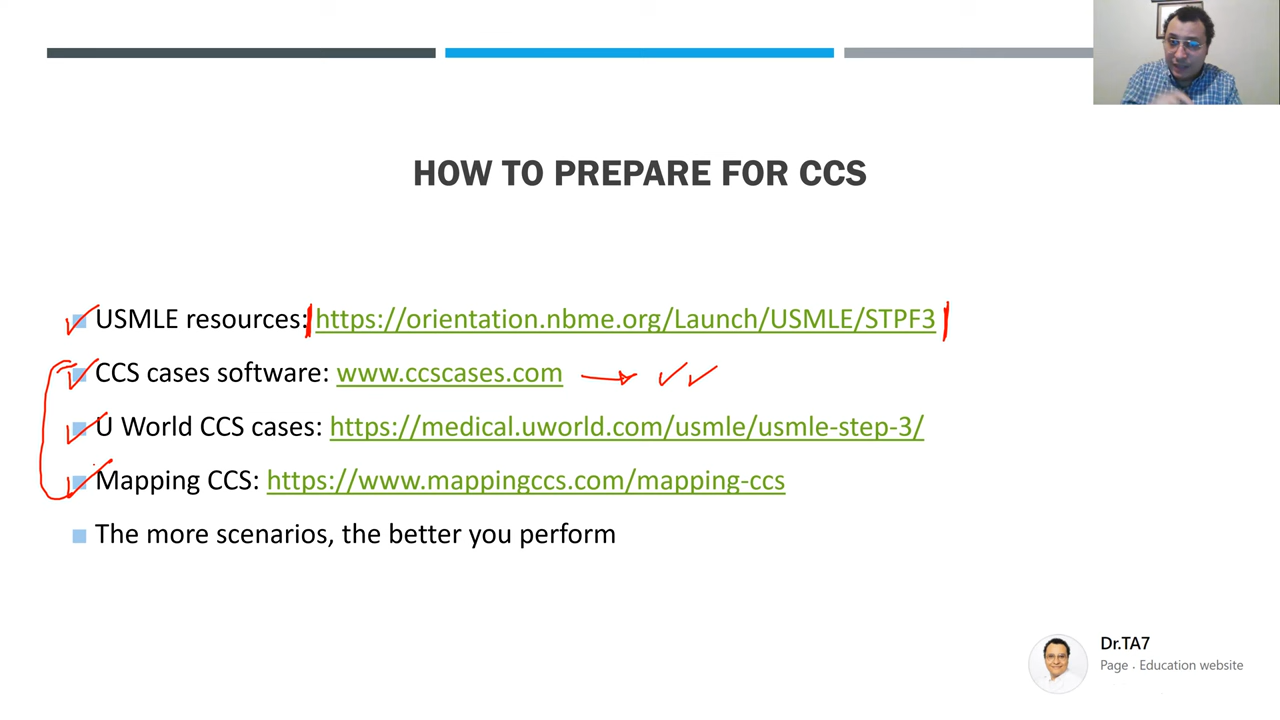 HOW TO PREPARE FOR CCS
USMLE resources: https://orientation.nbme.org/Launch/USMLE/STPF3
CCS cases software: www.ccscases.com
U World CCS cases: https://medical.uworld.com/usmle/usmle-step-3/
Mapping CCS: https://www.mappingccs.com/mapping-ccs
The more scenarios, the better you perform
Dr.TA7
Page · Education website